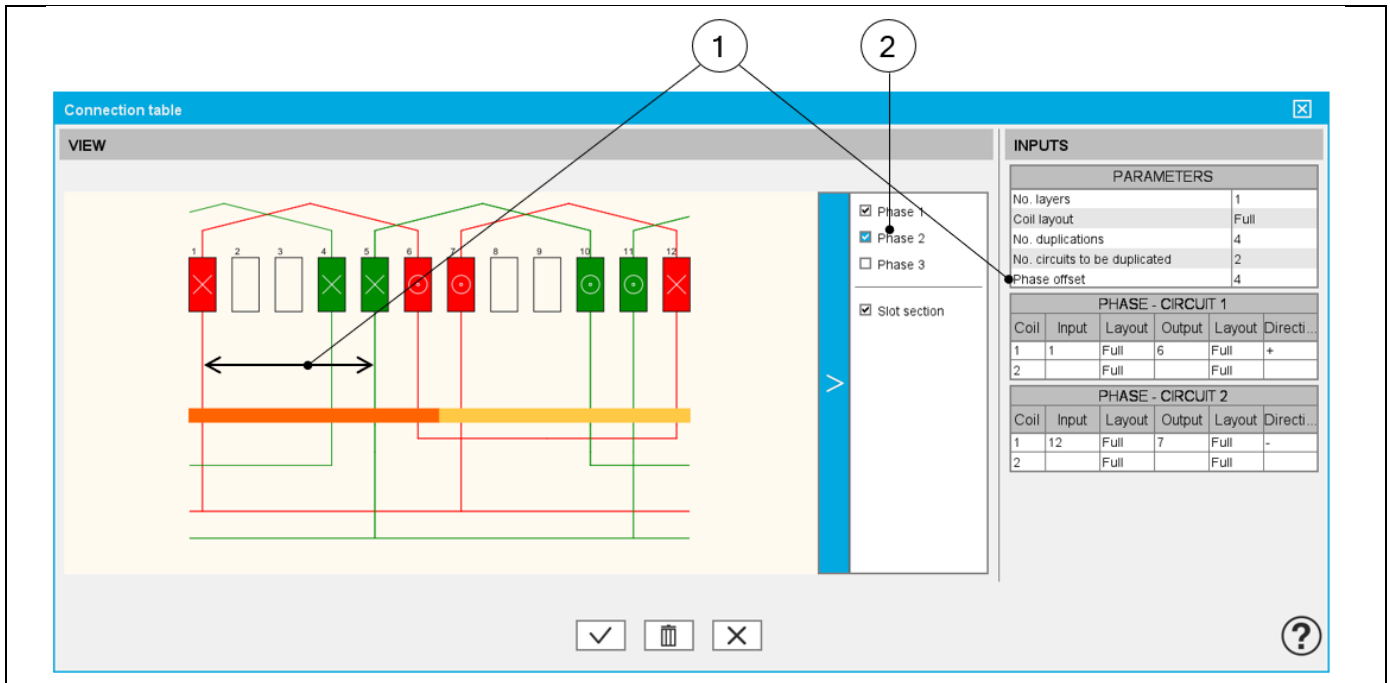 1 2
Connection table
VIEW
1 2 3 4 5 6 7 8 9 10 11 12
Phase 1
Phase 2
Phase 3
Slot section
>
INPUTS
PARAMETERS
No. layers 1
Coil layout Full
No. duplications 4
No. circuits to be duplicated 2
Phase offset 4
PHASE - CIRCUIT 1
Coil Input Layout Output Layout Directi...
1 1 Full 6 Full +
2 Full Full
PHASE - CIRCUIT 2
Coil Input Layout Output Layout Directi...
1 12 Full 7 Full -
2 Full Full
?